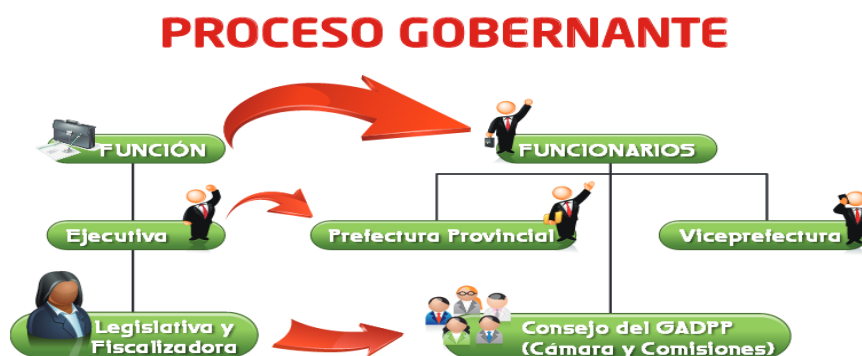 PROCESO GOBERNANTE
FUNCIÓN
FUNCIONARIOS
Ejecutiva
Prefectura Provincial
Viceprefectura
Legislativa y
Fiscalizadora
Consejo del GADPP
(Cámara y Comisiones)